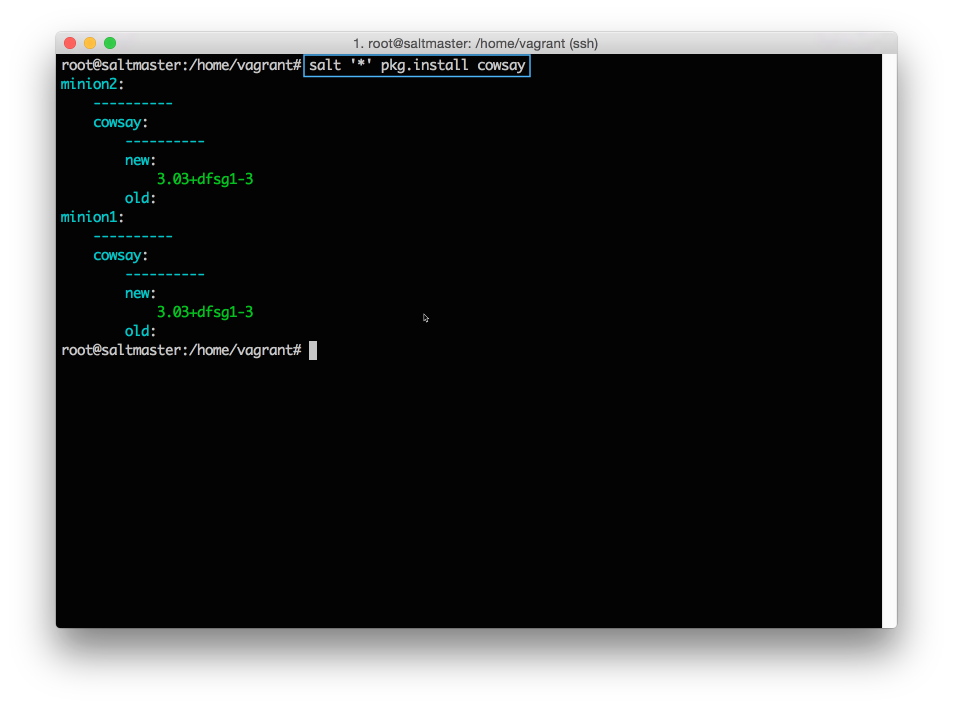 1. root@saltmaster: /home/vagrant (ssh)
root@saltmaster:/home/vagrant# salt '*' pkg.install cowsay
minion2:
    ----------
    cowsay:
        ----------
        new:
            3.03+dfsg1-3
        old:
minion1:
    ----------
    cowsay:
        ----------
        new:
            3.03+dfsg1-3
        old:
root@saltmaster:/home/vagrant#